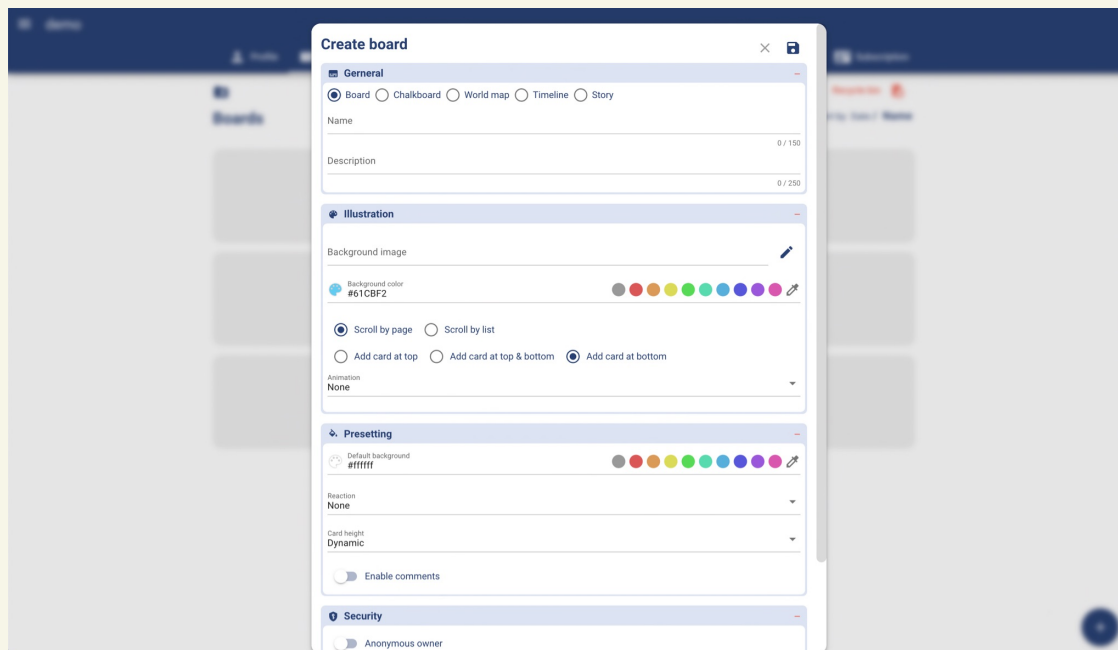 demo
Profile
Subscription
Boards
Name
Create board
Gerneral
Board Chalkboard World map Timeline Story
Name
0 / 150
Description
0 / 250
Illustration
Background image
Background color
#61CBF2
Scroll by page Scroll by list
Add card at top Add card at top & bottom Add card at bottom
Animation
None
Presetting
Default background
#ffffff
Reaction
None
Card height
Dynamic
Enable comments
Security
Anonymous owner